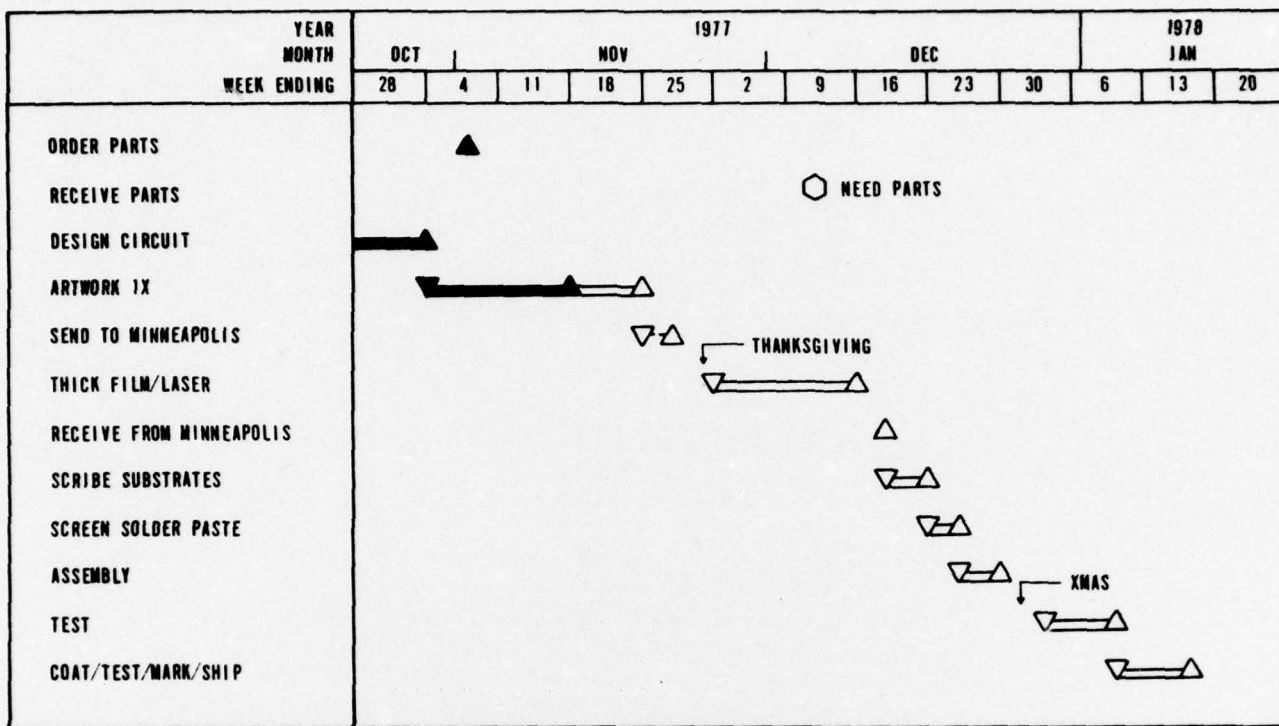 YEAR 1977 1978
MONTH OCT NOV DEC JAN
WEEK ENDING 28 4 11 18 25 2 9 16 23 30 6 13 20
ORDER PARTS
RECEIVE PARTS NEED PARTS
DESIGN CIRCUIT
ARTWORK 1X
SEND TO MINNEAPOLIS
THANKSGIVING
THICK FILM/LASER
RECEIVE FROM MINNEAPOLIS
SCRIBE SUBSTRATES
SCREEN SOLDER PASTE
ASSEMBLY
XMAS
TEST
COAT/TEST/MARK/SHIP